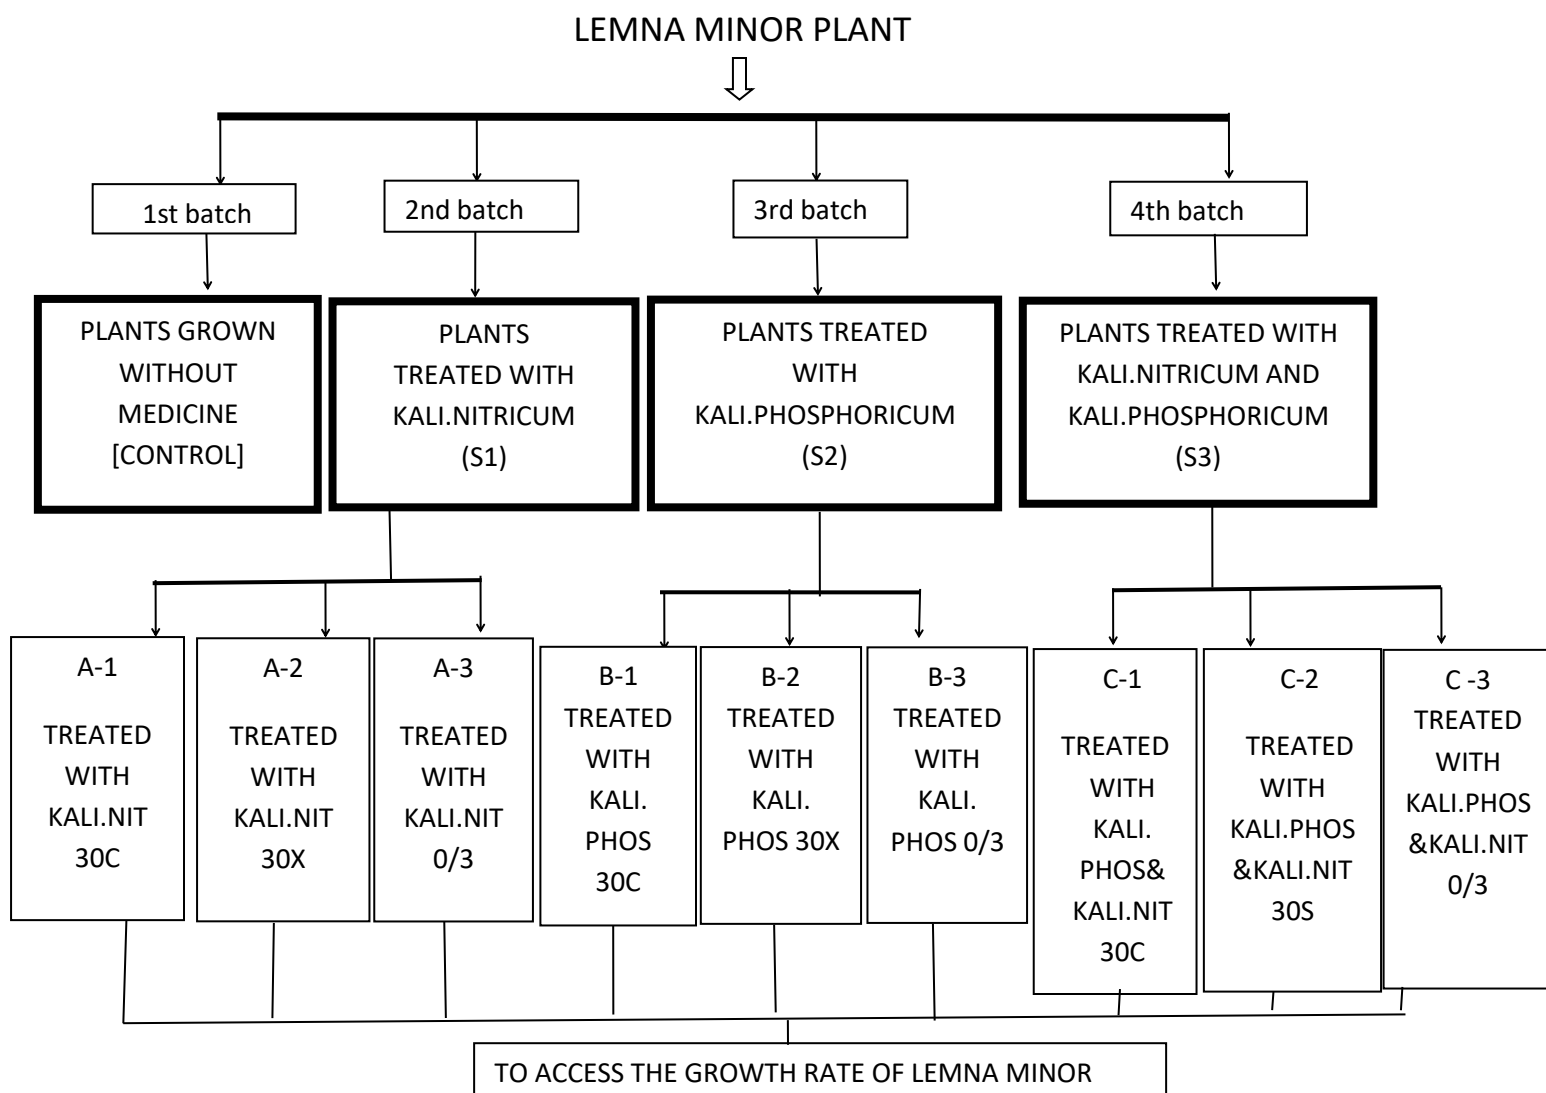 LEMNA MINOR PLANT
1st batch
2nd batch
3rd batch
4th batch
PLANTS GROWN
WITHOUT
MEDICINE
[CONTROL]
PLANTS
TREATED WITH
KALI.NITRICUM
(S1)
PLANTS TREATED
WITH
KALI.PHOSPHORICUM
(S2)
PLANTS TREATED WITH
KALI.NITRICUM AND
KALI.PHOSPHORICUM
(S3)
A-1
TREATED
WITH
KALI.NIT
30C
A-2
TREATED
WITH
KALI.NIT
30X
A-3
TREATED
WITH
KALI.NIT
0/3
B-1
TREATED
WITH
KALI.
PHOS
30C
B-2
TREATED
WITH
KALI.
PHOS 30X
B-3
TREATED
WITH
KALI.
PHOS 0/3
C-1
TREATED
WITH
KALI.
PHOS&
KALI.NIT
30C
C-2
TREATED
WITH
KALI.PHOS
&KALI.NIT
30S
C -3
TREATED
WITH
KALI.PHOS
&KALI.NIT
0/3
TO ACCESS THE GROWTH RATE OF LEMNA MINOR